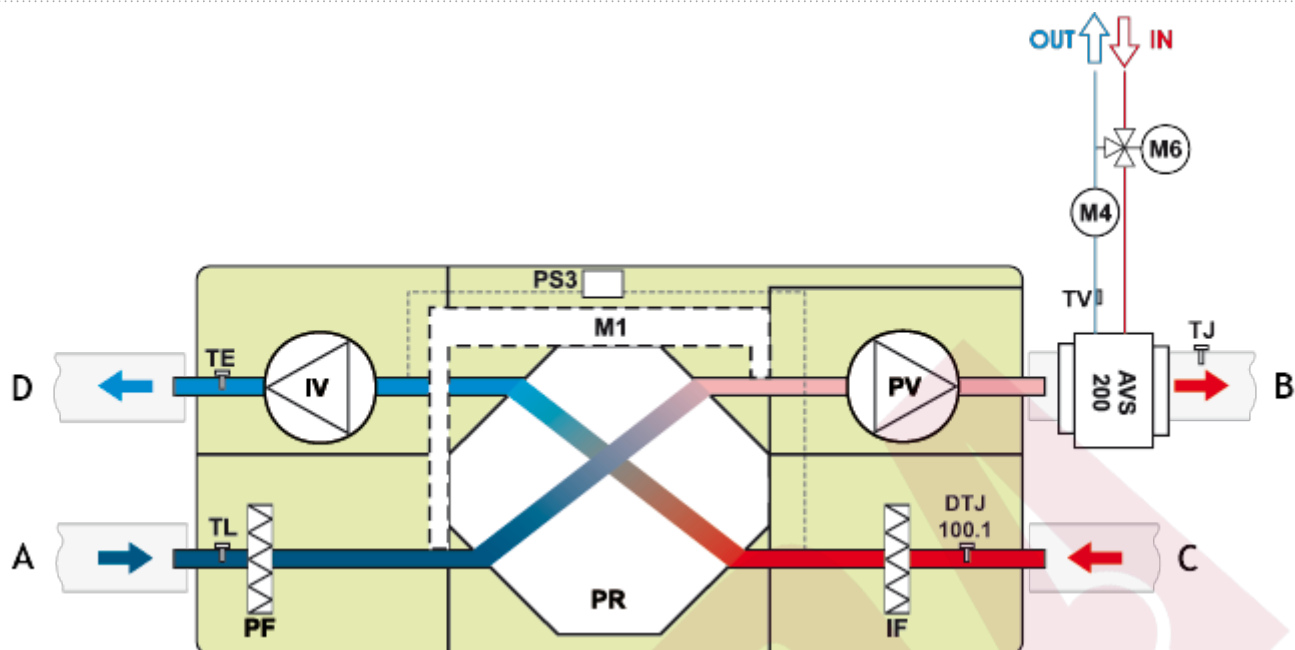 OUT IN
M6
M4
PS3
TV
M1
TJ
TE
D
IV
PV
AVS
200
B
TL
DTJ
100.1
A
C
PR
PF
IF